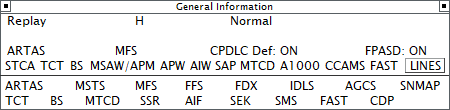 General Information
Replay H Normal
ARTAS MFS CPDLC Def: ON FPASD: ON
STCA TCT BS MSAW/APM APW AIW SAP MTCD A1000 CCAMS FAST LINES
ARTAS MSTS MFS FFS FDX IDLS AGCS SNMAP
TCT BS MTCD SSR AIF SEK SMS FAST CDP